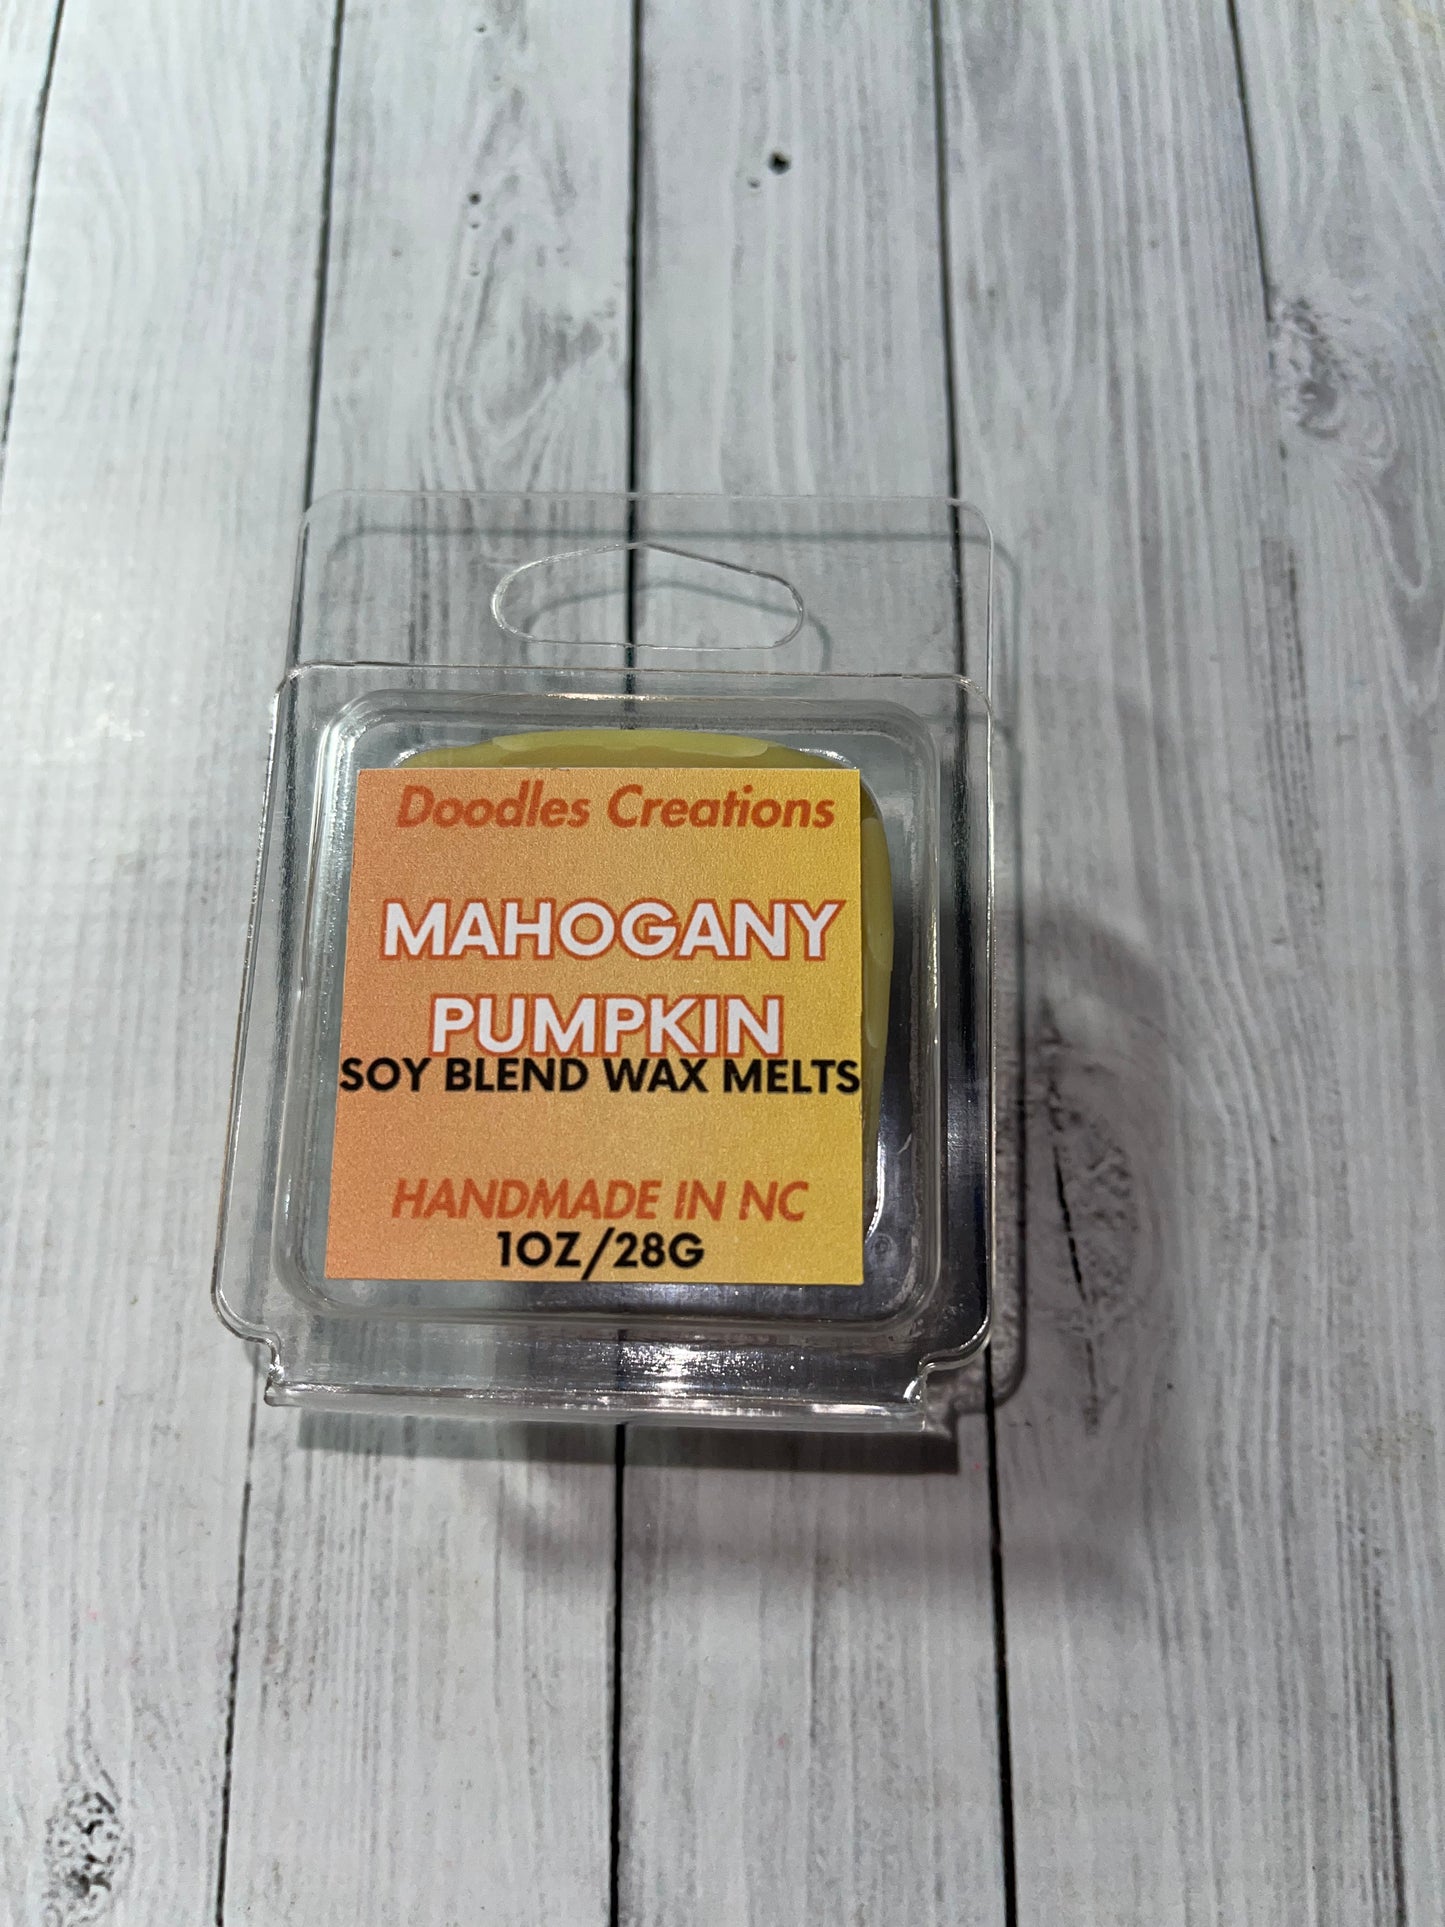 Doodles Creations
MAHOGANY
PUMPKIN
SOY BLEND WAX MELTS
HANDMADE IN NC
1OZ/28G